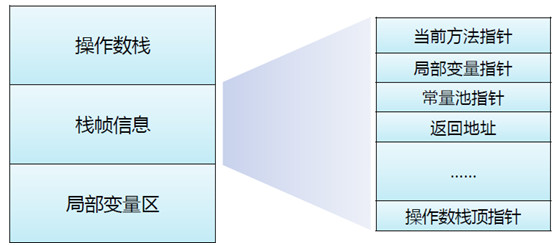 操作数栈
栈帧信息
局部变量区
当前方法指针
局部变量指针
常量池指针
返回地址
......
操作数栈顶指针